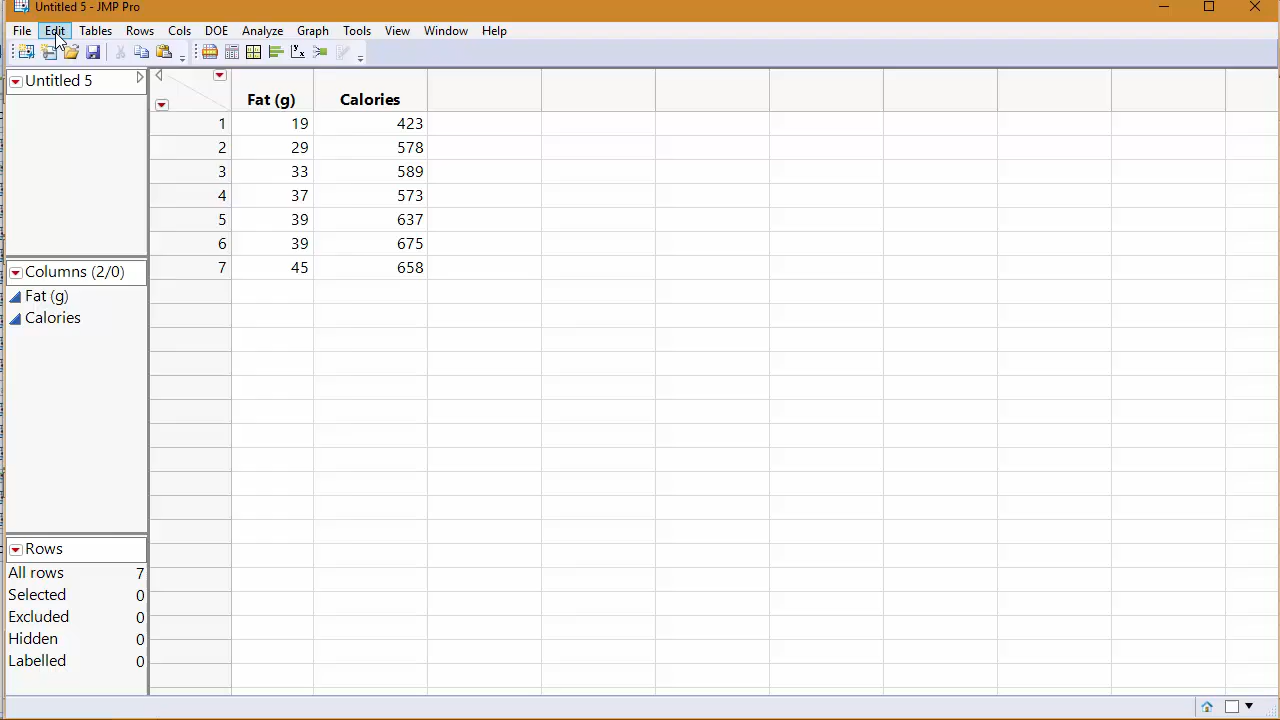 Untitled 5 - JMP Pro
File Edit Tables Rows Cols DOE Analyze Graph Tools View Window Help
Untitled 5
Fat (g) Calories
1 19 423
2 29 578
3 33 589
4 37 573
5 39 637
6 39 675
7 45 658
Columns (2/0)
Fat (g)
Calories
Rows
All rows 7
Selected 0
Excluded 0
Hidden 0
Labelled 0